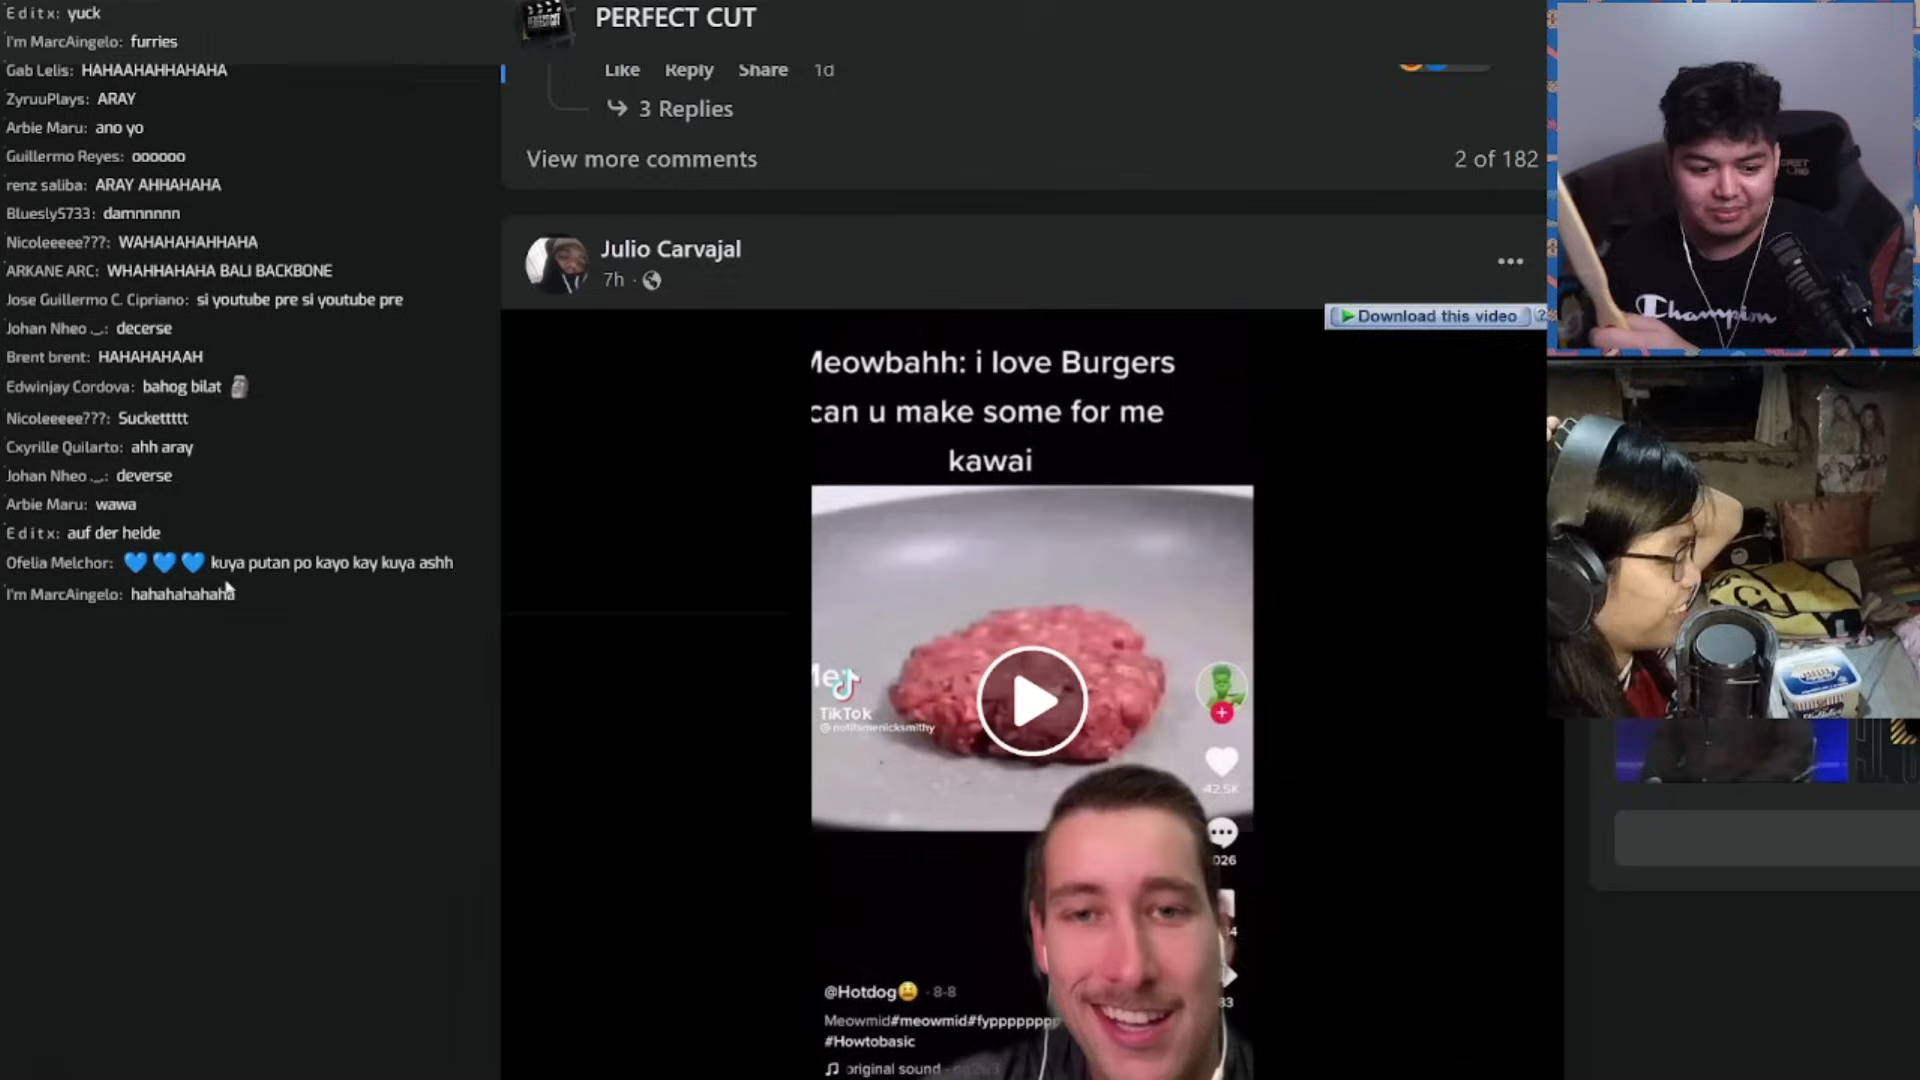 E d i t x: yuck
I'm MarcAingelo: furries
Gab Lelis: HAHAAHAHHAHAHA
ZyruuPlays: ARAY
Arbie Maru: ano yo
Guillermo Reyes: oooooo
renz saliba: ARAY AHHAHAHA
Bluesly5733: damnnnnn
Nicoleeeee???: WAHAHAHAHHAHA
ARKANE ARC: WHAHHAHAHA BALI BACKBONE
Jose Guillermo C. Cipriano: si youtube pre si youtube pre
Johan Nheo ._.: decerse
Brent brent: HAHAHAHAAH
Edwinjay Cordova: bahog bilat 🗿
Nicoleeeee???: Suckettttt
Cxyrille Quilarto: ahh aray
Johan Nheo ._.: deverse
Arbie Maru: wawa
E d i t x: auf der heide
Ofelia Melchor: 💙 💙 💙 kuya putan po kayo kay kuya ashh
I'm MarcAingelo: hahahahahaha
PERFECT CUT
Like Reply Share 1d
3 Replies
View more comments 2 of 182
Julio Carvajal
7h ·
Download this video
Meowbahh: i love Burgers
can u make some for me
kawai
TikTok
42.5K
@Hotdog😫 · 8-8
Meowmid#meowmid#fyppppppppp
#Howtobasic
original sound
Champion